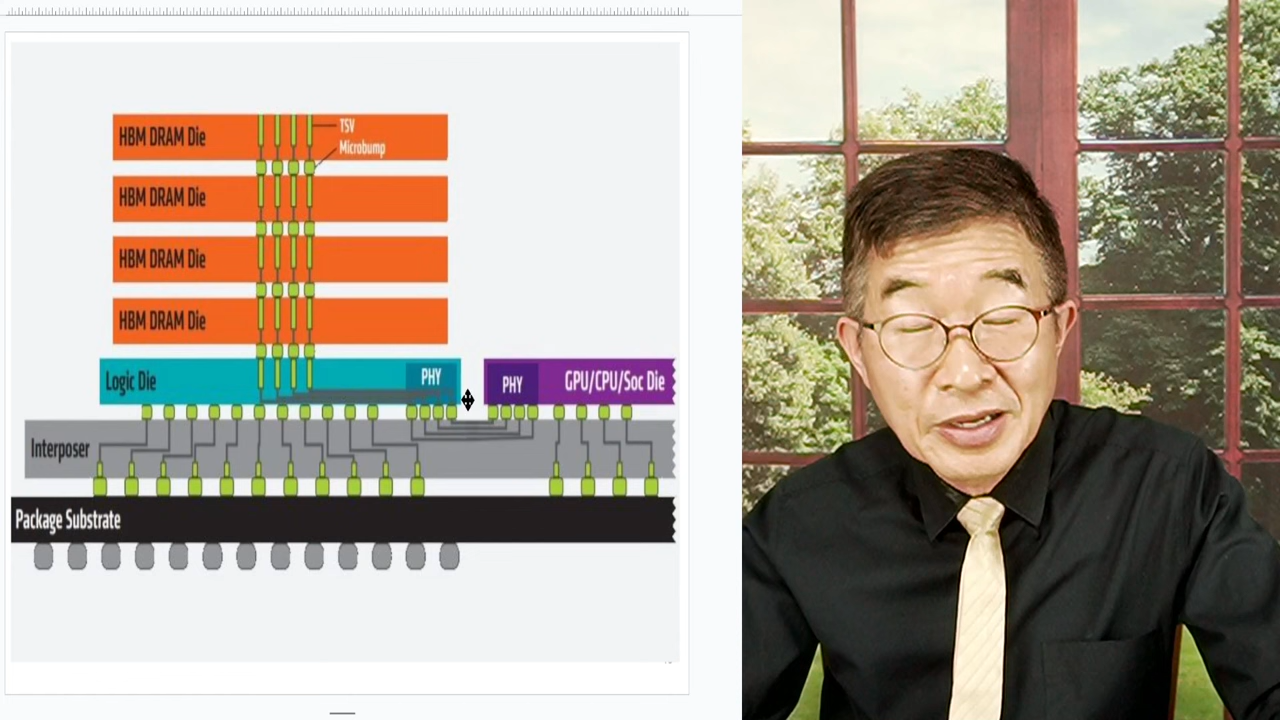 HBM DRAM Die
TSV
Microbump
HBM DRAM Die
HBM DRAM Die
HBM DRAM Die
Logic Die
PHY
PHY
GPU/CPU/Soc Die
Interposer
Package Substrate